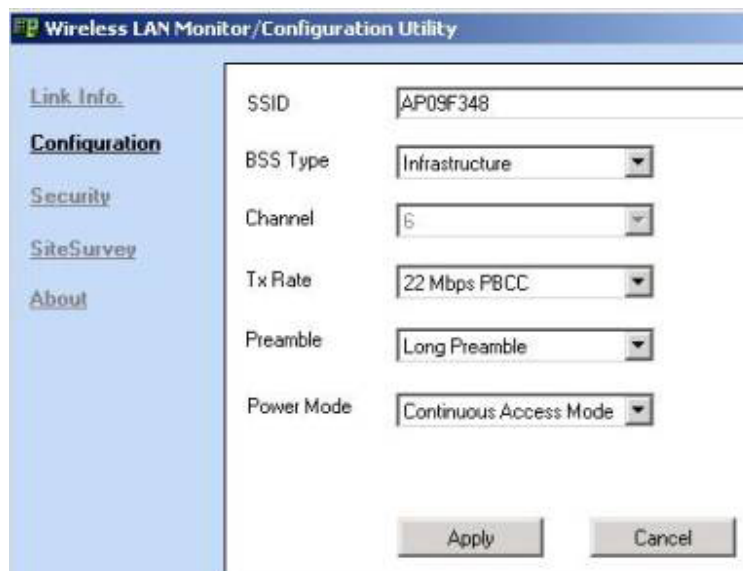 Wireless LAN Monitor/Configuration Utility
Link Info.
Configuration
Security
SiteSurvey
About
SSID AP09F348
BSS Type Infrastructure
Channel 6
Tx Rate 22 Mbps PBCC
Preamble Long Preamble
Power Mode Continuous Access Mode
Apply Cancel